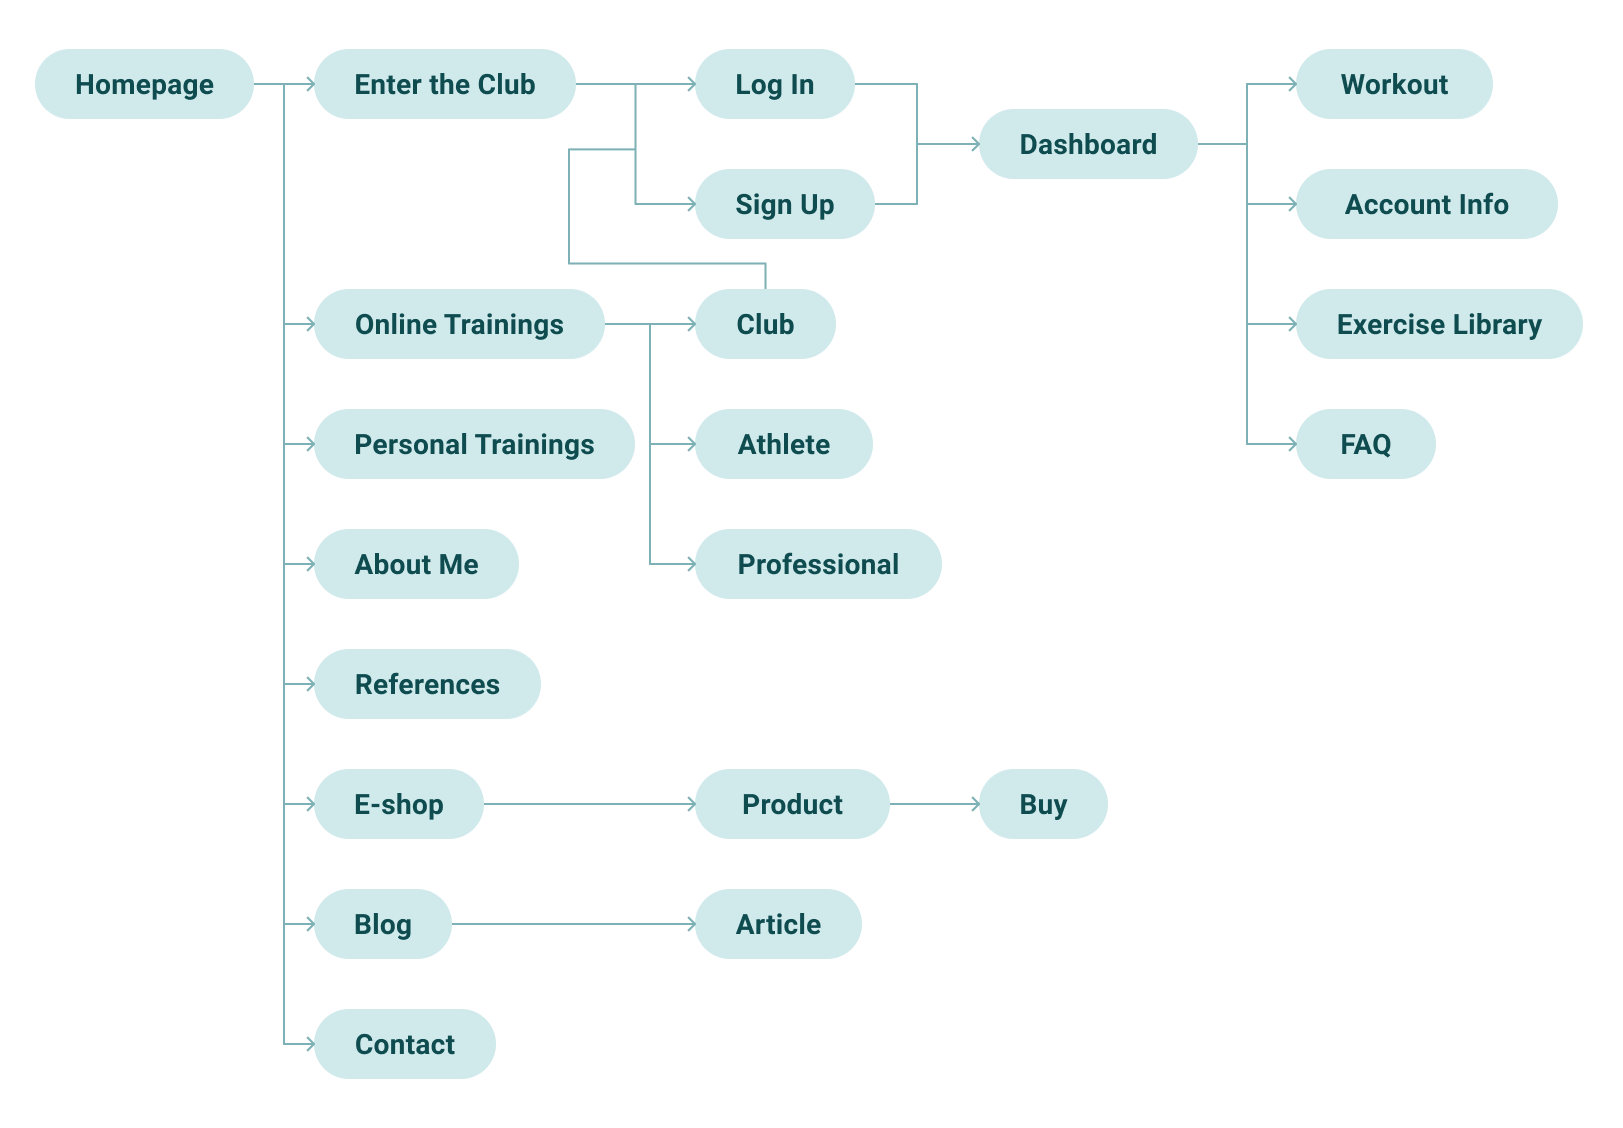 Homepage
Enter the Club
Log In
Workout
Dashboard
Sign Up
Account Info
Online Trainings
Club
Exercise Library
Personal Trainings
Athlete
FAQ
About Me
Professional
References
E-shop
Product
Buy
Blog
Article
Contact